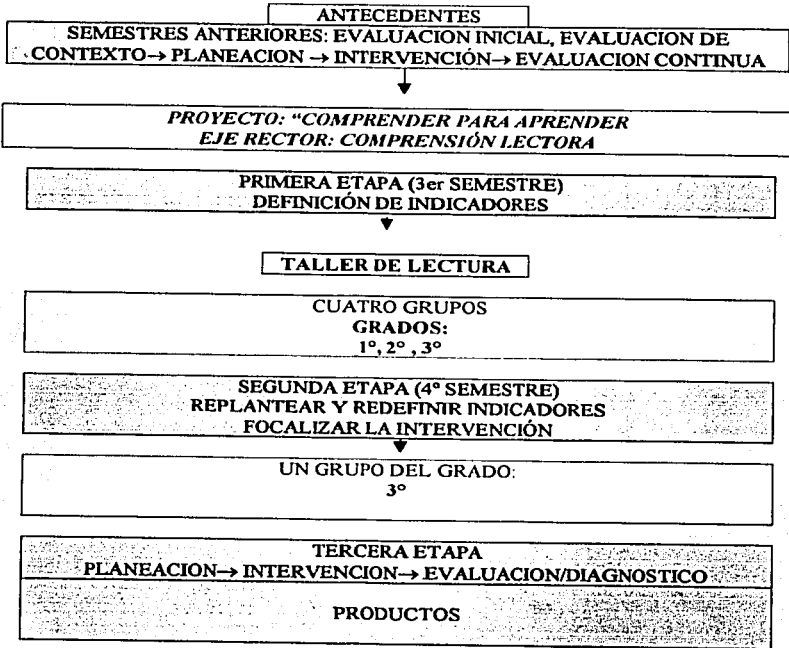 ANTECEDENTES
SEMESTRES ANTERIORES: EVALUACION INICIAL, EVALUACION DE
CONTEXTO→ PLANEACION → INTERVENCIÓN→ EVALUACION CONTINUA
PROYECTO: “COMPRENDER PARA APRENDER
EJE RECTOR: COMPRENSIÓN LECTORA
PRIMERA ETAPA (3er SEMESTRE)
DEFINICIÓN DE INDICADORES
TALLER DE LECTURA
CUATRO GRUPOS
GRADOS:
1°, 2° , 3°
SEGUNDA ETAPA (4° SEMESTRE)
REPLANTEAR Y REDEFINIR INDICADORES
FOCALIZAR LA INTERVENCIÓN
UN GRUPO DEL GRADO:
3°
TERCERA ETAPA
PLANEACION→ INTERVENCION→ EVALUACION/DIAGNOSTICO
PRODUCTOS